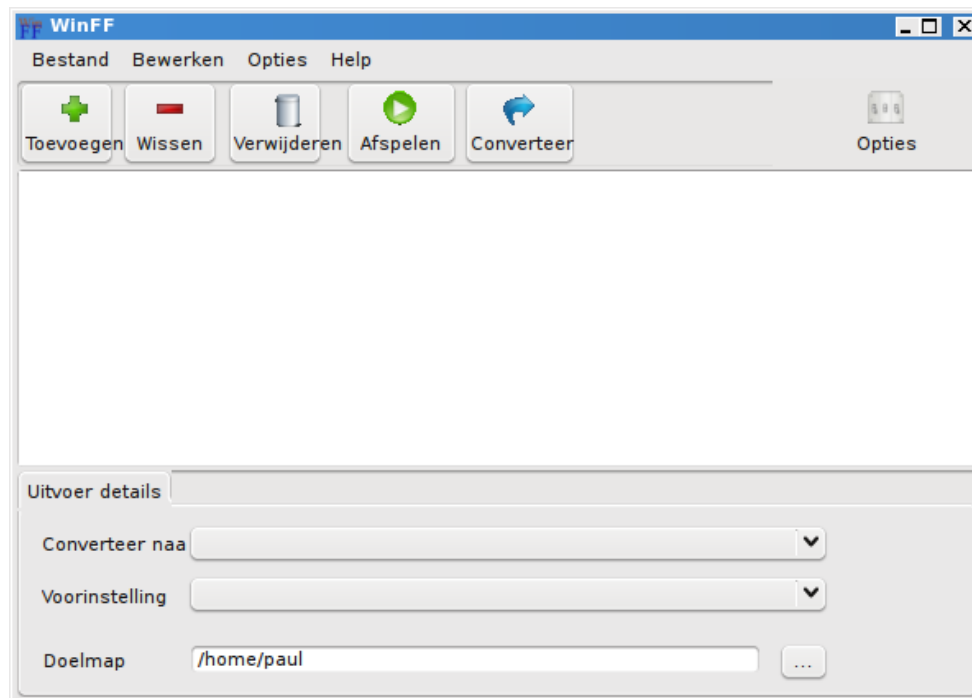 WinFF
Bestand Bewerken Opties Help
Toevoegen Wissen Verwijderen Afspelen Converteer Opties
Uitvoer details
Converteer naa
Voorinstelling
Doelmap /home/paul ...